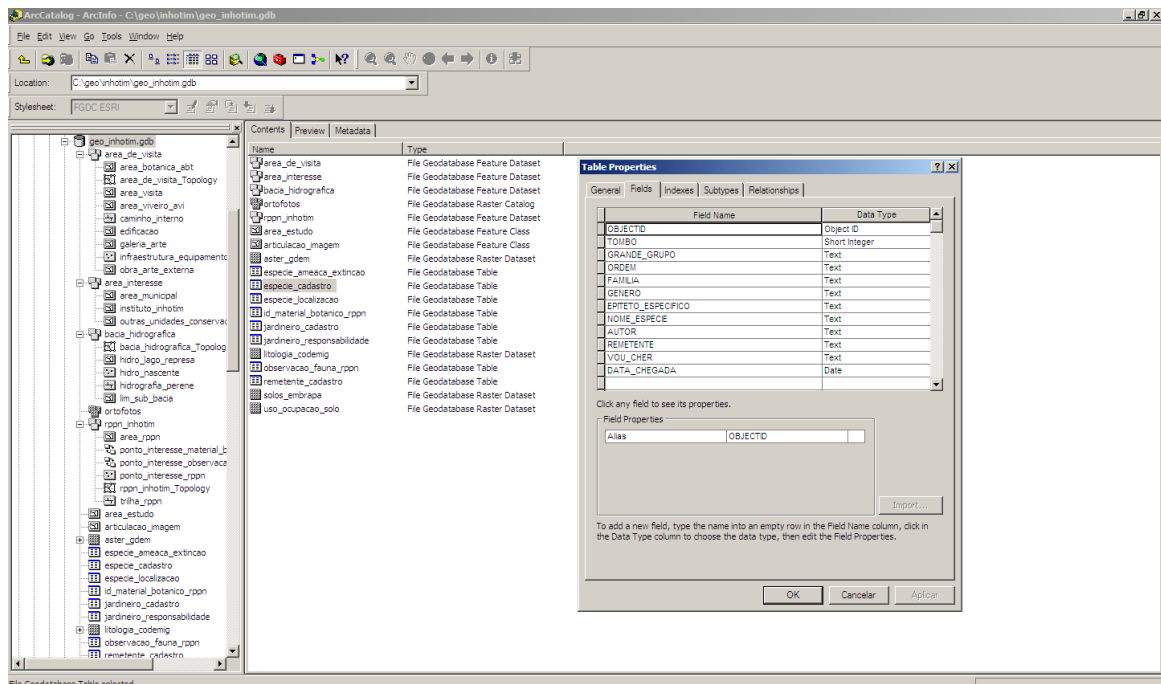 ArcCatalog - ArcInfo - C:\geo\inhotim\geo_inhotim.gdb
File Edit View Go Tools Window Help
Location: C:\geo\inhotim\geo_inhotim.gdb
Stylesheet: FGDC ESRI
geo_inhotim.gdb
area_de_visita
area_botanica_abt
area_de_visita_Topology
area_visita
area_viveiro_avi
caminho_interno
edificacao
galeria_arte
infraestrutura_equipamento
obra_arte_externa
area_interesse
area_municipal
instituto_inhotim
outras_unidades_conservac
bacia_hidrografica
bacia_hidrografica_Topolog
hidro_lago_represa
hidro_nascente
hidrografia_perene
lim_sub_bacia
ortofotos
rppn_inhotim
area_rppn
ponto_interesse_material_b
ponto_interesse_observaca
ponto_interesse_rppn
rppn_inhotim_Topology
trilha_rppn
area_estudo
articulacao_imagem
aster_gdem
especie_ameaca_extincao
especie_cadastro
especie_localizacao
id_material_botanico_rppn
jardineiro_cadastro
jardineiro_responsabilidade
litologia_codemig
observacao_fauna_rppn
remetente_cadastro
Contents Preview Metadata
Name Type
area_de_visita File Geodatabase Feature Dataset
area_interesse File Geodatabase Feature Dataset
bacia_hidrografica File Geodatabase Feature Dataset
ortofotos File Geodatabase Raster Catalog
rppn_inhotim File Geodatabase Feature Dataset
area_estudo File Geodatabase Feature Class
articulacao_imagem File Geodatabase Feature Class
aster_gdem File Geodatabase Raster Dataset
especie_ameaca_extincao File Geodatabase Table
especie_cadastro File Geodatabase Table
especie_localizacao File Geodatabase Table
id_material_botanico_rppn File Geodatabase Table
jardineiro_cadastro File Geodatabase Table
jardineiro_responsabilidade File Geodatabase Table
litologia_codemig File Geodatabase Raster Dataset
observacao_fauna_rppn File Geodatabase Table
remetente_cadastro File Geodatabase Table
solos_embrapa File Geodatabase Raster Dataset
uso_ocupacao_solo File Geodatabase Raster Dataset
Table Properties
General Fields Indexes Subtypes Relationships
Field Name Data Type
OBJECTID Object ID
TOMBO Short Integer
GRANDE_GRUPO Text
ORDEM Text
FAMILIA Text
GENERO Text
EPITETO_ESPECIFICO Text
NOME_ESPECIE Text
AUTOR Text
REMETENTE Text
VOU_CHER Text
DATA_CHEGADA Date
Click any field to see its properties.
Field Properties
Alias OBJECTID
Import...
To add a new field, type the name into an empty row in the Field Name column, click in
the Data Type column to choose the data type, then edit the Field Properties.
OK Cancelar Aplicar
File Geodatabase Table selected